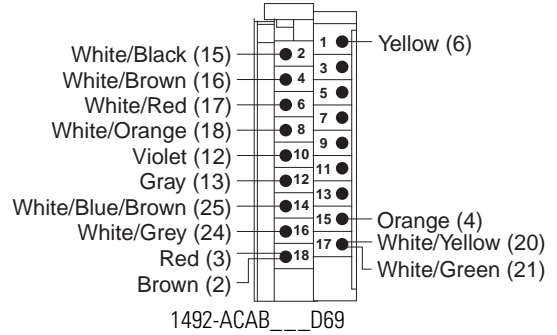 1 Yellow (6)
White/Black (15) 2
3
White/Brown (16) 4
5
White/Red (17) 6
7
White/Orange (18) 8
9
Violet (12) 10
11
Gray (13) 12
13
White/Blue/Brown (25) 14
15 Orange (4)
White/Grey (24) 16
17 White/Yellow (20)
Red (3) 18
White/Green (21)
Brown (2)
1492-ACAB___D69